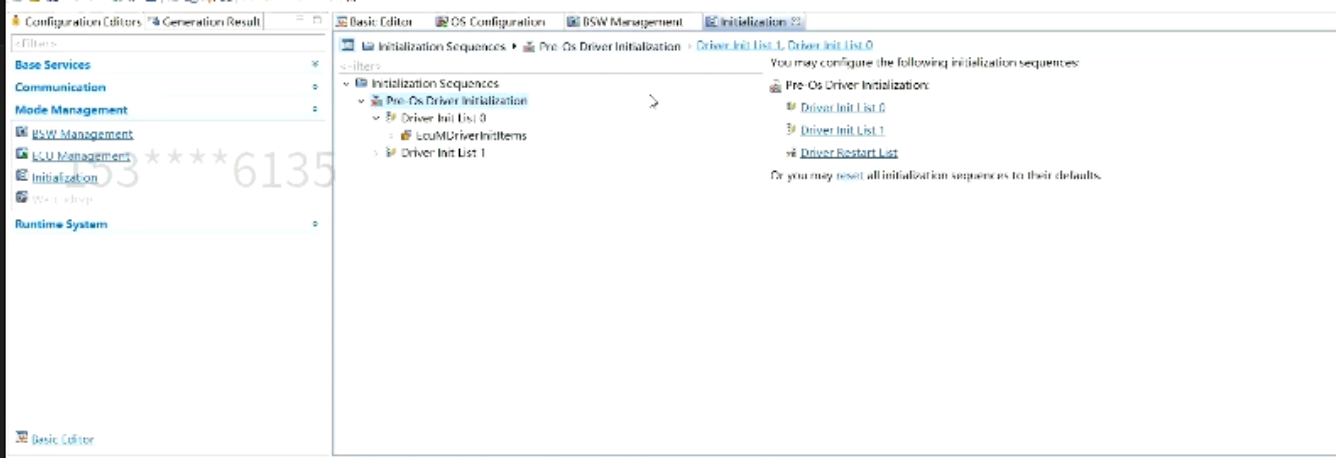 Configuration Editors Generation Result
Basic Editor OS Configuration BSW Management Initialization
<Filter>
Initialization Sequences Pre-Os Driver Initialization Driver Init List 1, Driver Init List 0
Base Services
Communication
Mode Management
BSW Management
ECU Management
Initialization
153****6135
Runtime System
Basic Editor
<Filter>
Initialization Sequences
Pre-Os Driver Initialization
Driver Init List 0
EcuMDriverInitItems
Driver Init List 1
You may configure the following initialization sequences:
Pre-Os Driver Initialization:
Driver Init List 0
Driver Init List 1
Driver Restart List
Or you may reset all initialization sequences to their defaults.